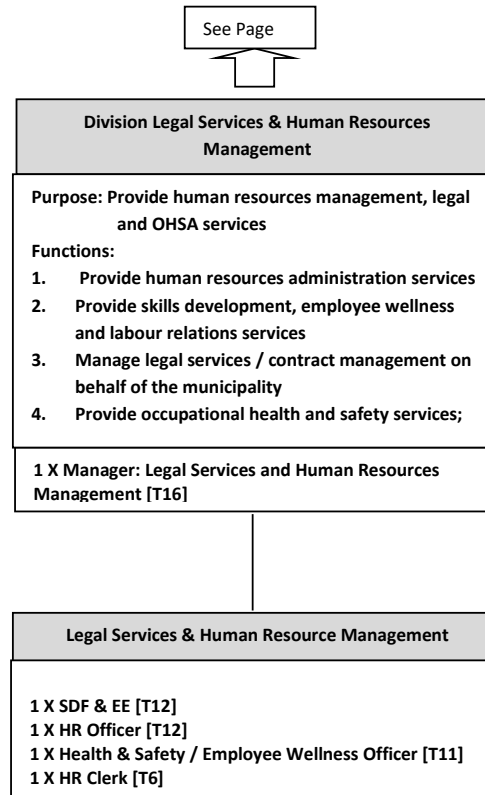 See Page
Division Legal Services & Human Resources
Management
Purpose: Provide human resources management, legal
and OHSA services
Functions:
1. Provide human resources administration services
2. Provide skills development, employee wellness
and labour relations services
3. Manage legal services / contract management on
behalf of the municipality
4. Provide occupational health and safety services;
1 X Manager: Legal Services and Human Resources
Management [T16]
Legal Services & Human Resource Management
1 X SDF & EE [T12]
1 X HR Officer [T12]
1 X Health & Safety / Employee Wellness Officer [T11]
1 X HR Clerk [T6]